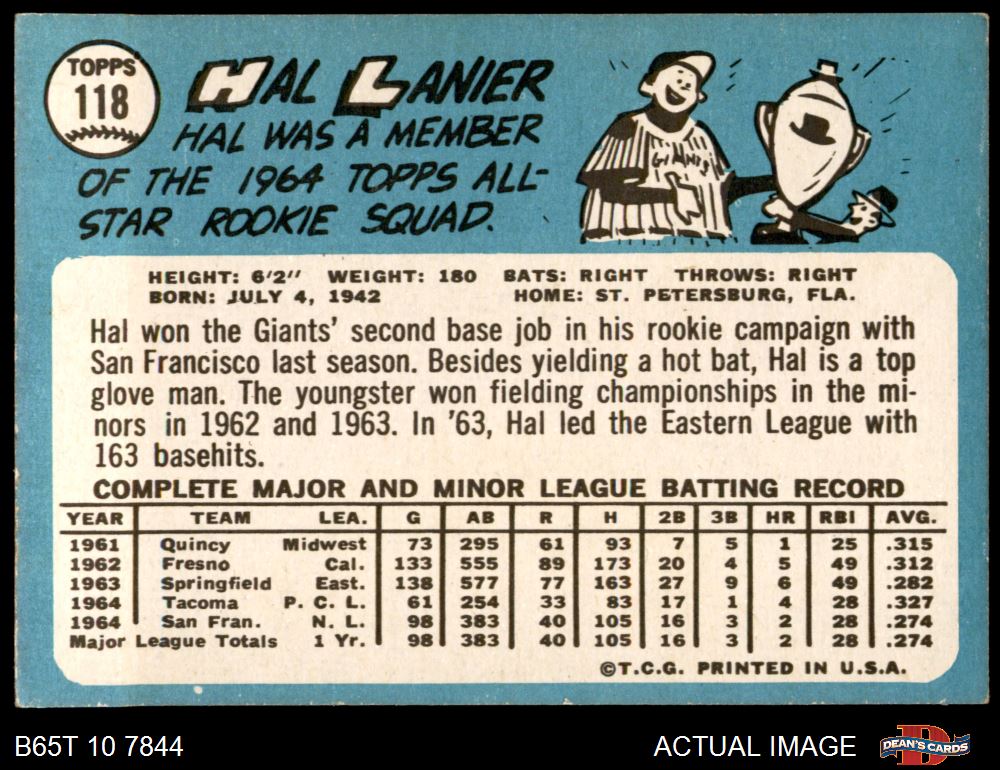 TOPPS
118
HAL LANIER
HAL WAS A MEMBER
OF THE 1964 TOPPS ALL-
STAR ROOKIE SQUAD.
GIANTS
HEIGHT: 6'2" WEIGHT: 180 BATS: RIGHT THROWS: RIGHT
BORN: JULY 4, 1942 HOME: ST. PETERSBURG, FLA.
Hal won the Giants' second base job in his rookie campaign with
San Francisco last season. Besides yielding a hot bat, Hal is a top
glove man. The youngster won fielding championships in the mi-
nors in 1962 and 1963. In '63, Hal led the Eastern League with
163 basehits.
COMPLETE MAJOR AND MINOR LEAGUE BATTING RECORD
YEAR TEAM LEA. G AB R H 2B 3B HR RBI AVG.
1961 Quincy Midwest 73 295 61 93 7 5 1 25 .315
1962 Fresno Cal. 133 555 89 173 20 4 5 49 .312
1963 Springfield East. 138 577 77 163 27 9 6 49 .282
1964 Tacoma P. C. L. 61 254 33 83 17 1 4 28 .327
1964 San Fran. N. L. 98 383 40 105 16 3 2 28 .274
Major League Totals 1 Yr. 98 383 40 105 16 3 2 28 .274
©T.C.G. PRINTED IN U.S.A.
B65T 10 7844 ACTUAL IMAGE
D
DEAN'S CARDS